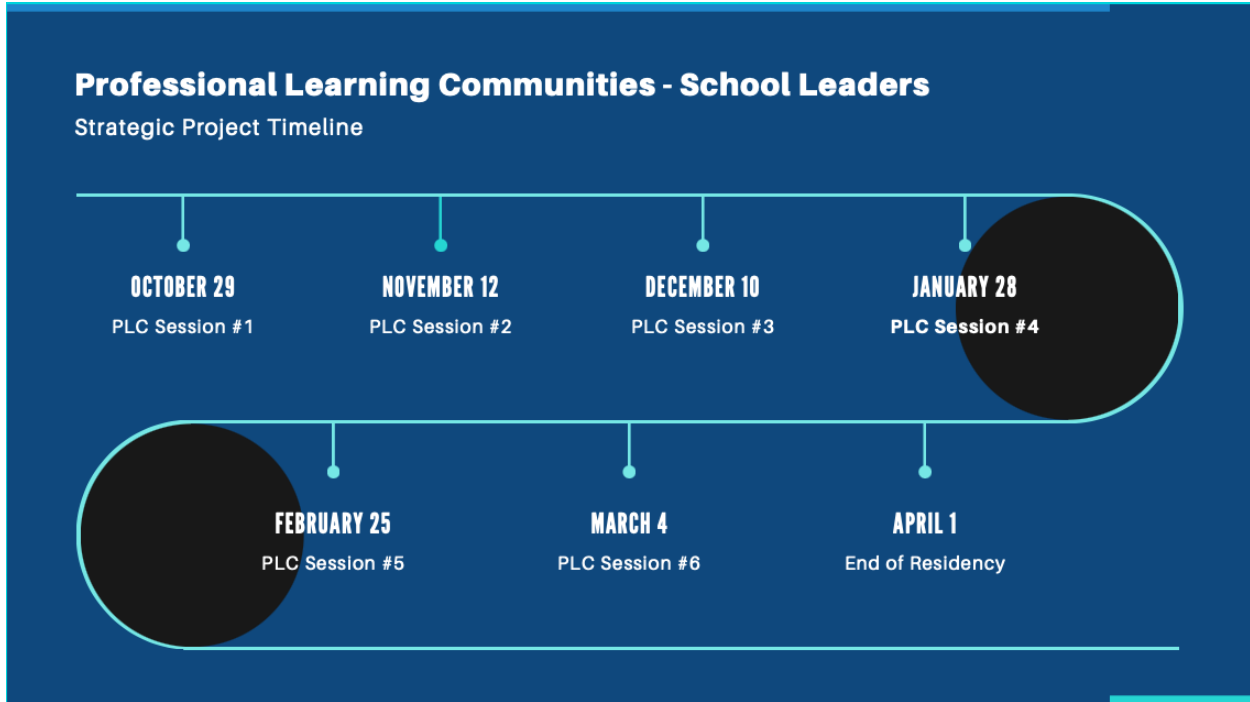 Professional Learning Communities - School Leaders
Strategic Project Timeline
OCTOBER 29
PLC Session #1
NOVEMBER 12
PLC Session #2
DECEMBER 10
PLC Session #3
JANUARY 28
PLC Session #4
FEBRUARY 25
PLC Session #5
MARCH 4
PLC Session #6
APRIL 1
End of Residency